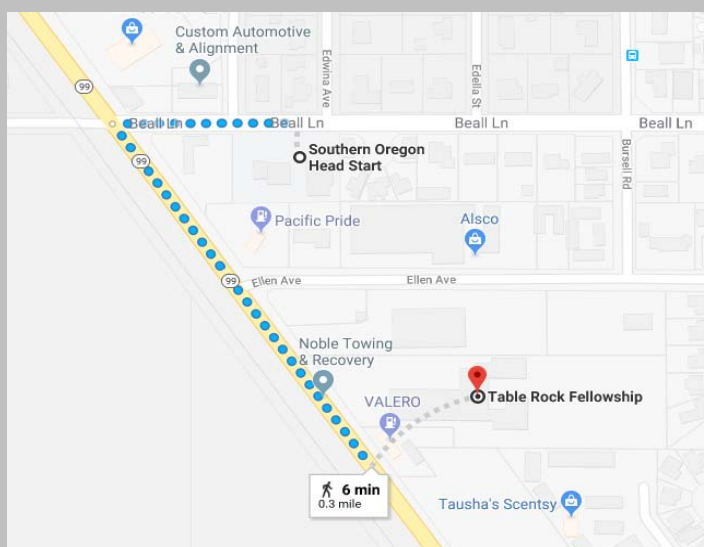 Custom Automotive
& Alignment
99
Edwina Ave
Edella St
Beall Ln
Beall Ln
Beall Ln
Beall Ln
99
Southern Oregon
Head Start
Bursell Rd
Pacific Pride
Alsco
99
Ellen Ave
Ellen Ave
Noble Towing
& Recovery
VALERO
Table Rock Fellowship
6 min
0.3 mile
Tausha's Scentsy